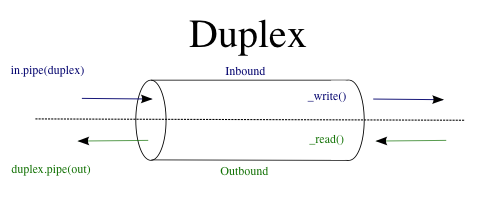 Duplex
in.pipe(duplex)
Inbound
_write()
_read()
duplex.pipe(out)
Outbound